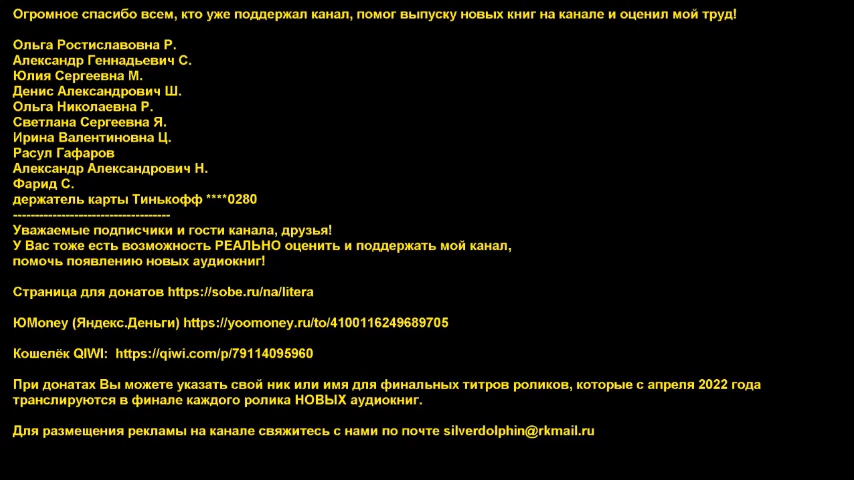 Огромное спасибо всем, кто уже поддержал канал, помог выпуску новых книг на канале и оценил мой труд!
Ольга Ростиславовна Р.
Александр Геннадьевич С.
Юлия Сергеевна М.
Денис Александрович Ш.
Ольга Николаевна Р.
Светлана Сергеевна Я.
Ирина Валентиновна Ц.
Расул Гафаров
Александр Александрович Н.
Фарид С.
держатель карты Тинькофф ****0280
------------------------------------
Уважаемые подписчики и гости канала, друзья!
У Вас тоже есть возможность РЕАЛЬНО оценить и поддержать мой канал,
помочь появлению новых аудиокниг!
Страница для донатов https://sobe.ru/na/litera
ЮMoney (Яндекс.Деньги) https://yoomoney.ru/to/4100116249689705
Кошелёк QIWI:  https://qiwi.com/p/79114095960
При донатах Вы можете указать свой ник или имя для финальных титров роликов, которые с апреля 2022 года
транслируются в финале каждого ролика НОВЫХ аудиокниг.
Для размещения рекламы на канале свяжитесь с нами по почте silverdolphin@rkmail.ru